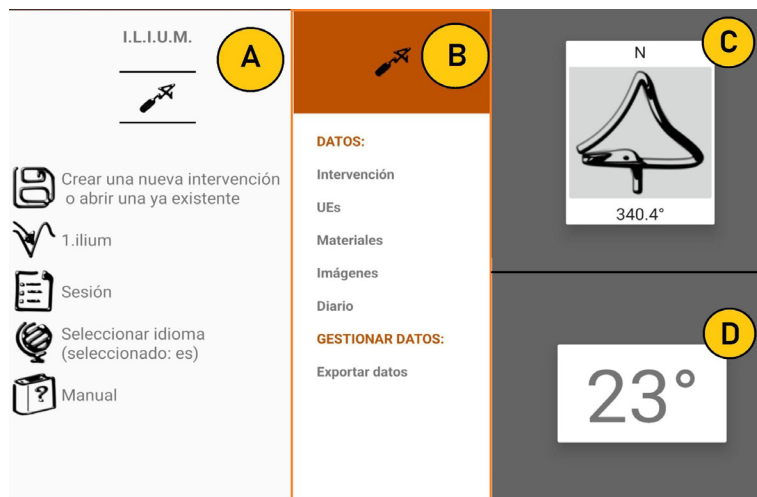 I.L.I.U.M.
A
Crear una nueva intervención
o abrir una ya existente
1.ilium
Sesión
Seleccionar idioma
(seleccionado: es)
?
Manual
B
DATOS:
Intervención
UEs
Materiales
Imágenes
Diario
GESTIONAR DATOS:
Exportar datos
C
N
340.4°
D
23°